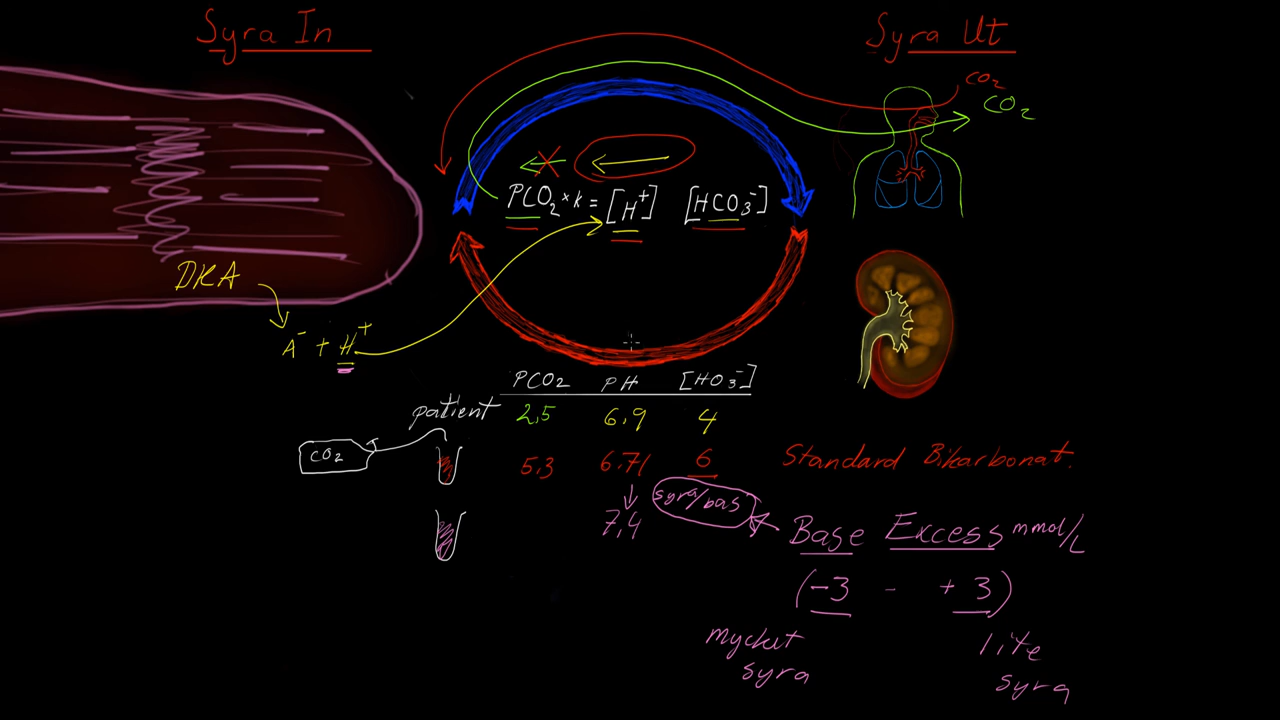 Syra In
Syra Ut
CO₂
CO₂
PCO₂ × k = [H⁺] [HCO₃⁻]
DKA
A⁻ + H⁺
PCO₂ PH [HO₃⁻]
patient 2,5 6,9 4
CO₂ 5,3 6,71 6 Standard Bikarbonat.
7,4 syra/bas Base Excess mmol/L
(-3 - +3)
mycket lite
syra syra